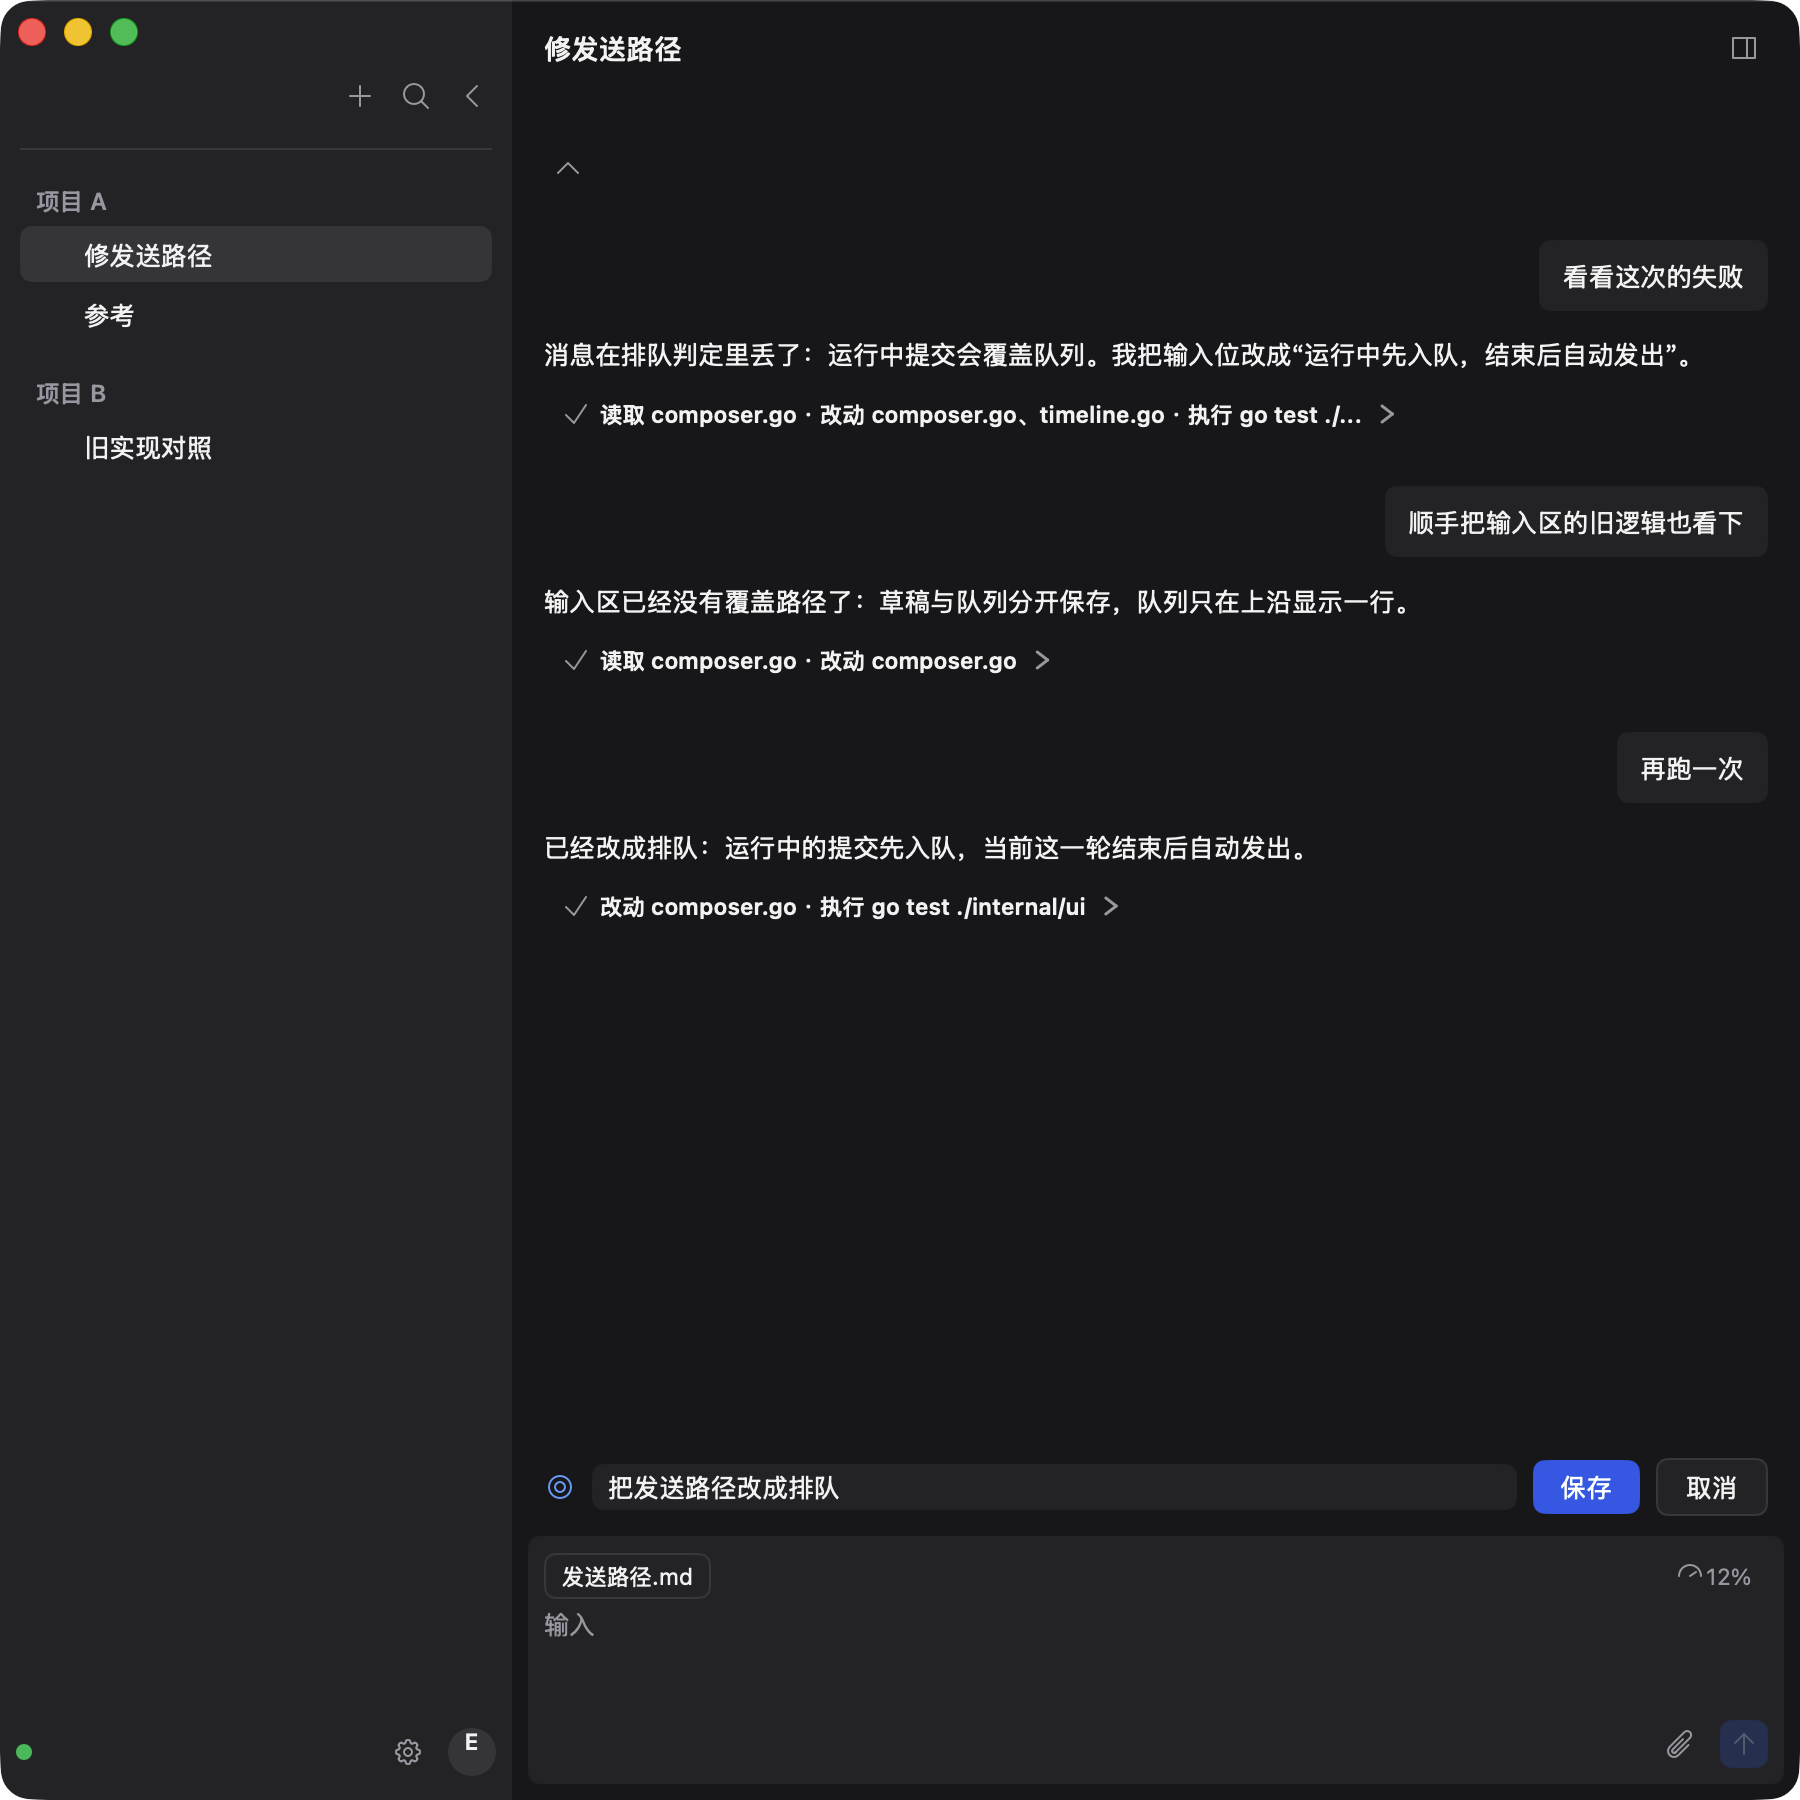 修发送路径
项目 A
修发送路径
参考
项目 B
旧实现对照
看看这次的失败
消息在排队判定里丢了：运行中提交会覆盖队列。我把输入位改成“运行中先入队，结束后自动发出”。
读取 composer.go · 改动 composer.go、timeline.go · 执行 go test ./...
顺手把输入区的旧逻辑也看下
输入区已经没有覆盖路径了：草稿与队列分开保存，队列只在上沿显示一行。
读取 composer.go · 改动 composer.go
再跑一次
已经改成排队：运行中的提交先入队，当前这一轮结束后自动发出。
改动 composer.go · 执行 go test ./internal/ui
把发送路径改成排队
保存
取消
发送路径.md
12%
输入
E